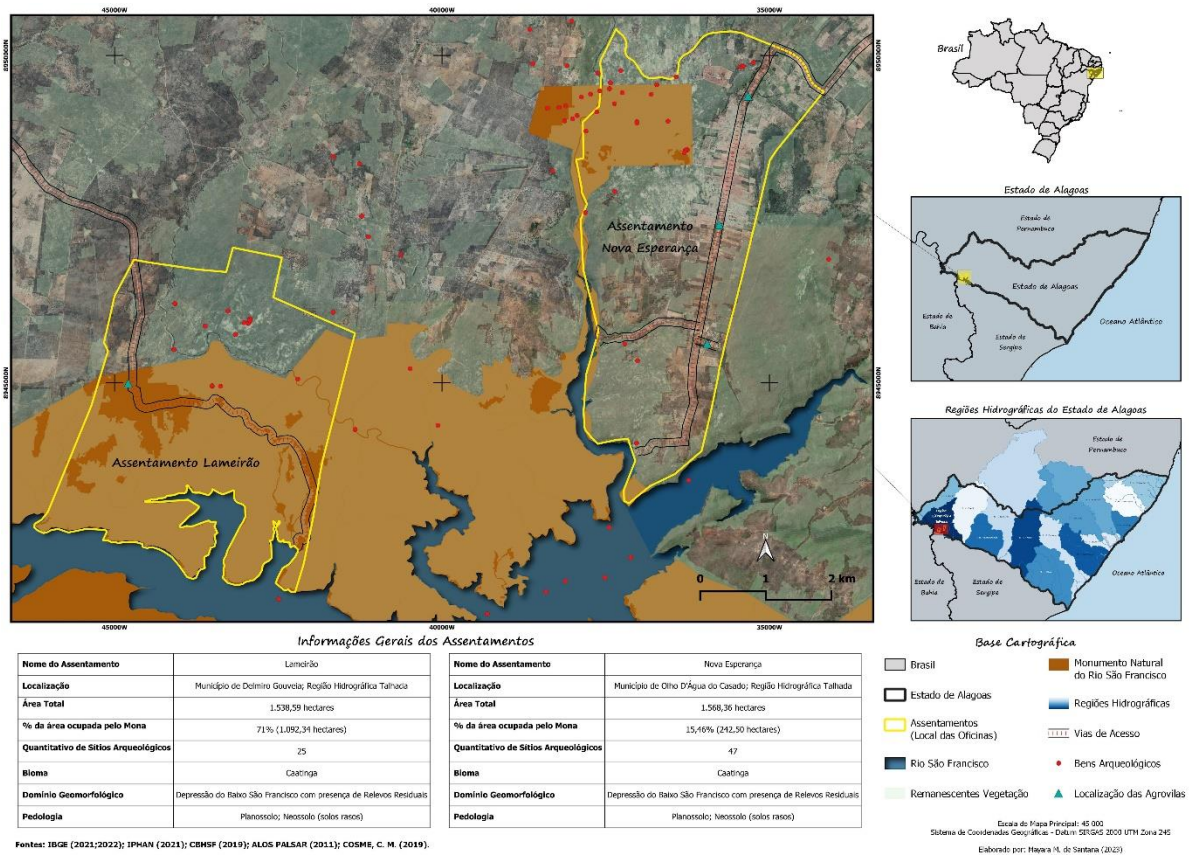 45000W 40000W 35000W
8950000N 8950000N
8945000N 8945000N
Assentamento
Nova Esperança
Assentamento Lameirão
N
0 1 2 km
45000W 40000W 35000W
Brasil
Estado de Alagoas
Estado de
Pernambuco
Estado de Alagoas
Estado de
Bahia
Estado de
Sergipe
Oceano Atlântico
Regiões Hidrográficas do Estado de Alagoas
Estado de
Pernambuco
Estado de
Bahia
Estado de
Sergipe
Oceano Atlântico
Informações Gerais dos Assentamentos
Nome do Assentamento Lameirão
Localização Município de Delmiro Gouveia; Região Hidrográfica Talhada
Área Total 1.538,59 hectares
% da área ocupada pelo Mona 71% (1.092,34 hectares)
Quantitativo de Sítios Arqueológicos 25
Bioma Caatinga
Domínio Geomorfológico Depressão do Baixo São Francisco com presença de Relevos Residuais
Pedologia Planossolo; Neossolo (solos rasos)
Nome do Assentamento Nova Esperança
Localização Município de Olho D'Água do Casado; Região Hidrográfica Talhada
Área Total 1.568,36 hectares
% da área ocupada pelo Mona 15,46% (242,50 hectares)
Quantitativo de Sítios Arqueológicos 47
Bioma Caatinga
Domínio Geomorfológico Depressão do Baixo São Francisco com presença de Relevos Residuais
Pedologia Planossolo; Neossolo (solos rasos)
Fontes: IBGE (2021;2022); IPHAN (2021); CBHSF (2019); ALOS PALSAR (2011); COSME, C. M. (2019).
Base Cartográfica
Brasil
Estado de Alagoas
Assentamentos
(Local das Oficinas)
Rio São Francisco
Remanescentes Vegetação
Monumento Natural
do Rio São Francisco
Regiões Hidrográficas
Vias de Acesso
Bens Arqueológicos
Localização das Agrovilas
Escala do Mapa Principal: 45 000
Sistema de Coordenadas Geográficas - Datum SIRGAS 2000 UTM Zona 24S
Elaborado por: Mayara M. de Santana (2023)